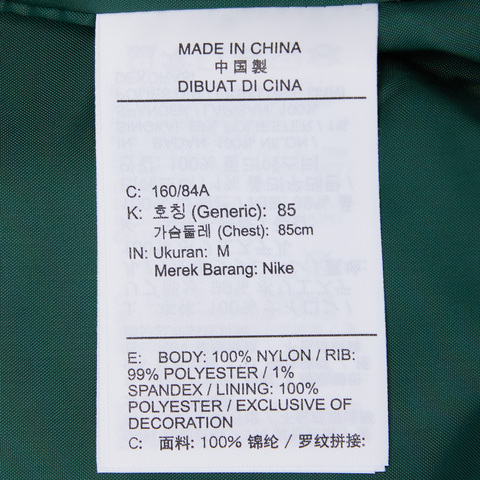 MADE IN CHINA
中国製
DIBUAT DI CINA
C: 160/84A
K: 호칭 (Generic): 85
가슴둘레 (Chest): 85cm
IN: Ukuran: M
Merek Barang: Nike
E: BODY: 100% NYLON / RIB:
99% POLYESTER / 1%
SPANDEX / LINING: 100%
POLYESTER / EXCLUSIVE OF
DECORATION
C: 面料: 100% 锦纶 / 罗纹拼接: